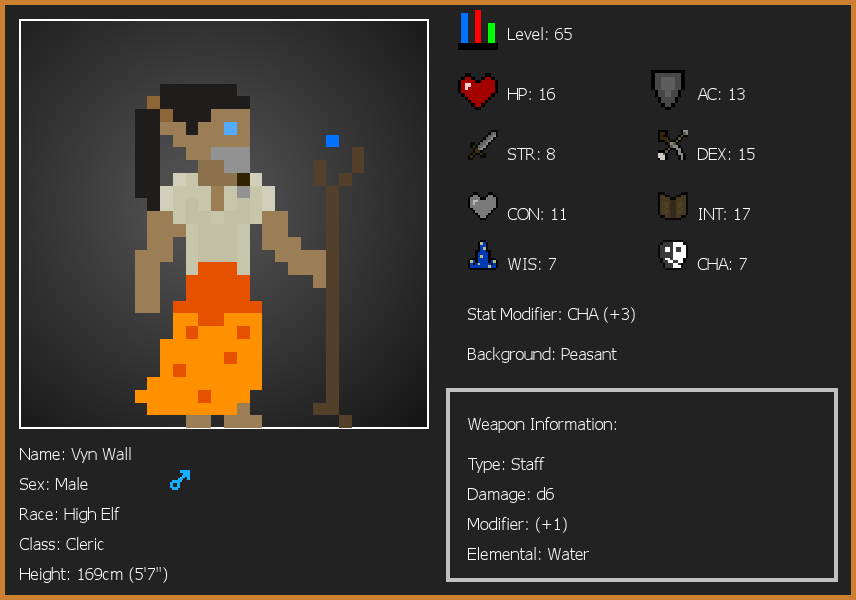 Level: 65
HP: 16
AC: 13
STR: 8
DEX: 15
CON: 11
INT: 17
WIS: 7
CHA: 7
Stat Modifier: CHA (+3)
Background: Peasant
Weapon Information:
Type: Staff
Damage: d6
Modifier: (+1)
Elemental: Water
Name: Vyn Wall
Sex: Male
Race: High Elf
Class: Cleric
Height: 169cm (5'7")